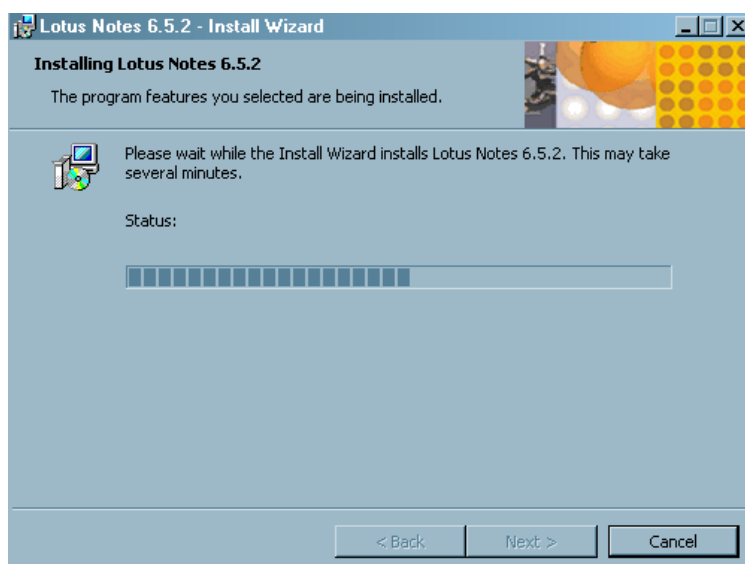 Lotus Notes 6.5.2 - Install Wizard
Installing Lotus Notes 6.5.2
The program features you selected are being installed.
Please wait while the Install Wizard installs Lotus Notes 6.5.2. This may take
several minutes.
Status:
< Back Next > Cancel